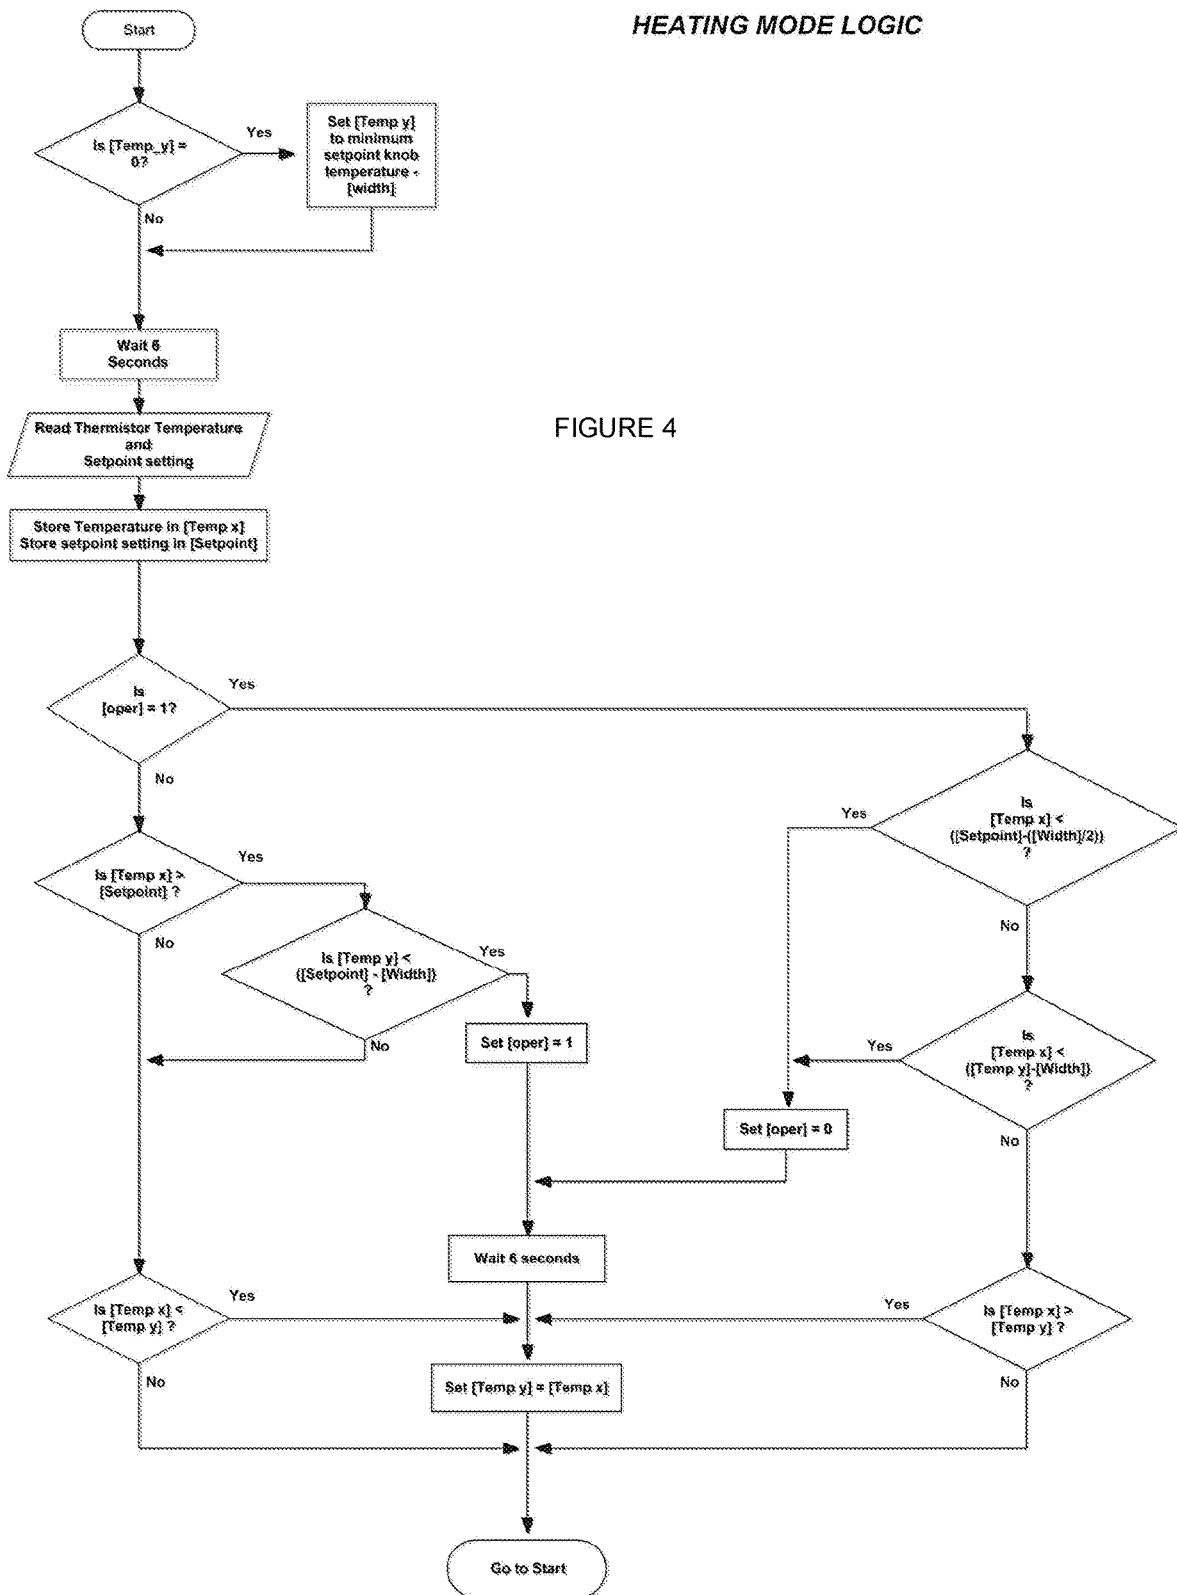 HEATING MODE LOGIC
Start
Is [Temp_y] =
0?
Yes
Set [Temp y]
to minimum
setpoint knob
temperature -
[width]
No
Wait 6
Seconds
Read Thermistor Temperature
and
Setpoint setting
FIGURE 4
Store Temperature in [Temp x]
Store setpoint setting in [Setpoint]
Is
[oper] = 1?
Yes
No
Is
[Temp x] <
([Setpoint]-([Width]/2))
?
Yes
No
Is [Temp x] >
[Setpoint] ?
Yes
No
Is [Temp y] <
([Setpoint] - [Width])
?
Yes
No
Set [oper] = 1
Is
[Temp x] <
([Temp y]-[Width])
?
Yes
No
Set [oper] = 0
Wait 6 seconds
Is [Temp x] <
[Temp y] ?
Yes
No
Is [Temp x] >
[Temp y] ?
Yes
No
Set [Temp y] = [Temp x]
Go to Start